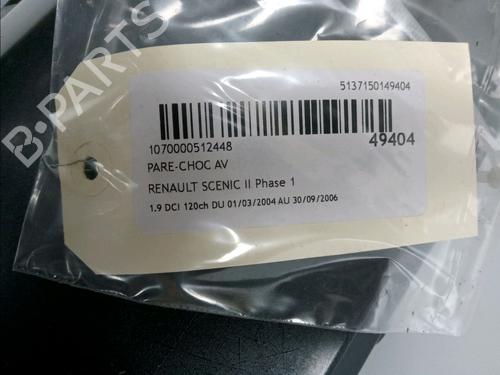 B-PARTS
5137150149404
1070000512448
49404
PARE-CHOC AV
RENAULT SCENIC II Phase 1
1.9 DCI 120ch DU 01/03/2004 AU 30/09/2006